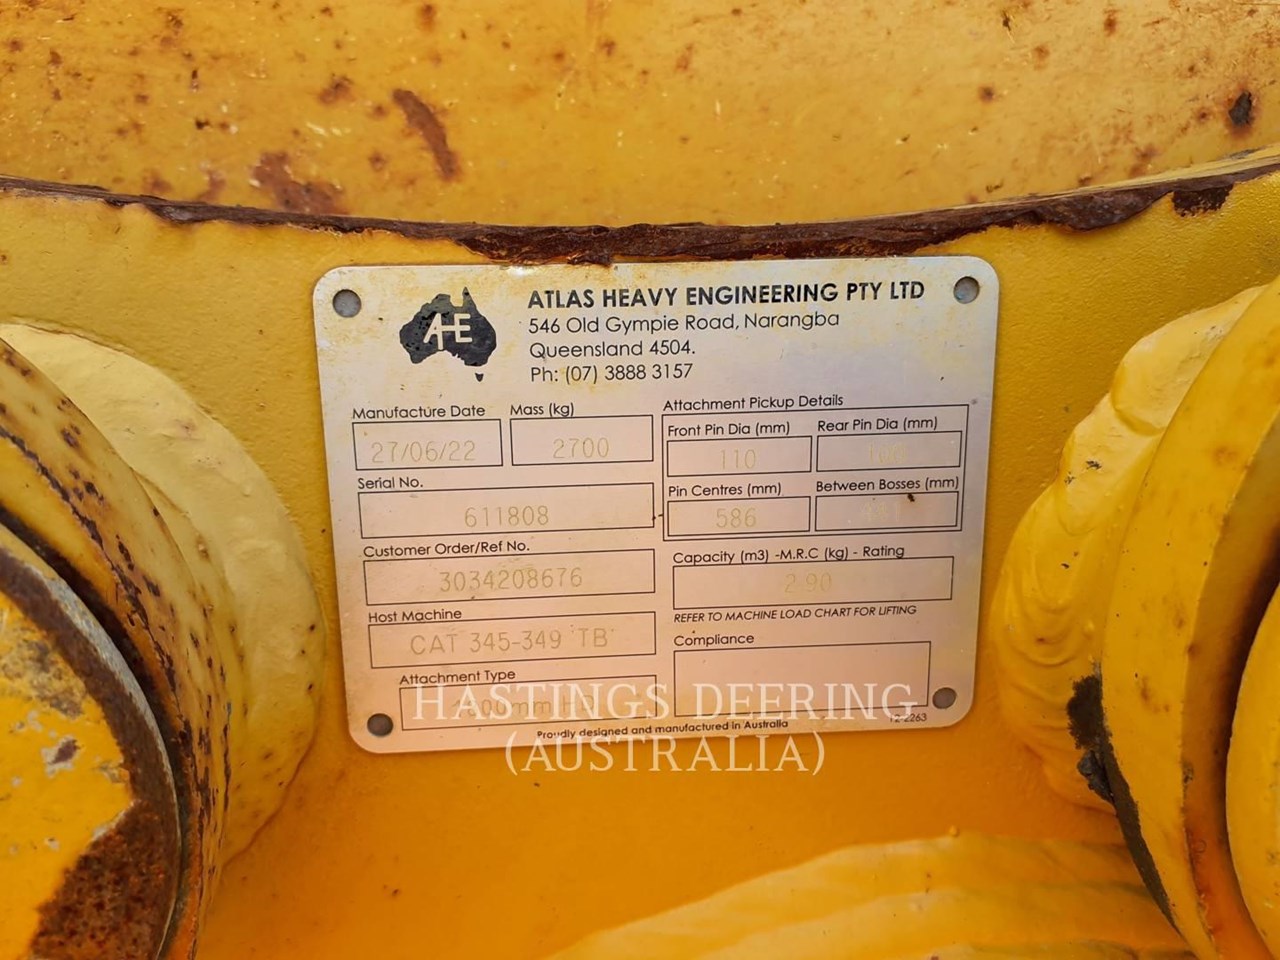 AHE
ATLAS HEAVY ENGINEERING PTY LTD
546 Old Gympie Road, Narangba
Queensland 4504.
Ph: (07) 3888 3157
Manufacture Date
27/06/22
Mass (kg)
2700
Serial No.
611808
Customer Order/Ref No.
3034208676
Host Machine
CAT 345-349 TB
Attachment Type
Attachment Pickup Details
Front Pin Dia (mm)
110
Rear Pin Dia (mm)
Pin Centres (mm)
586
Between Bosses (mm)
Capacity (m3) -M.R.C (kg) - Rating
2.90
REFER TO MACHINE LOAD CHART FOR LIFTING
Compliance
Proudly designed and manufactured in Australia
12-2263
HASTINGS DEERING
(AUSTRALIA)